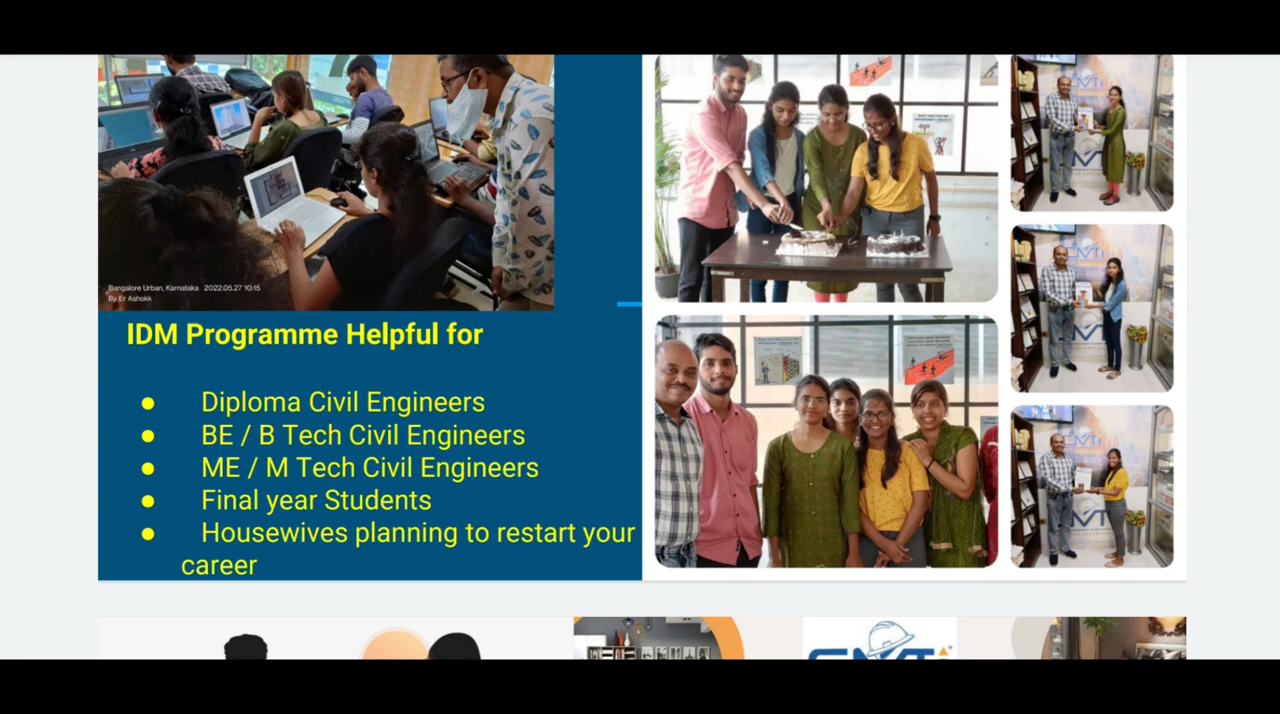 Bangalore Urban, Karnataka 2022.05.27 10:15
By Er Ashokk
IDM Programme Helpful for
● Diploma Civil Engineers
● BE / B Tech Civil Engineers
● ME / M Tech Civil Engineers
● Final year Students
● Housewives planning to restart your
career